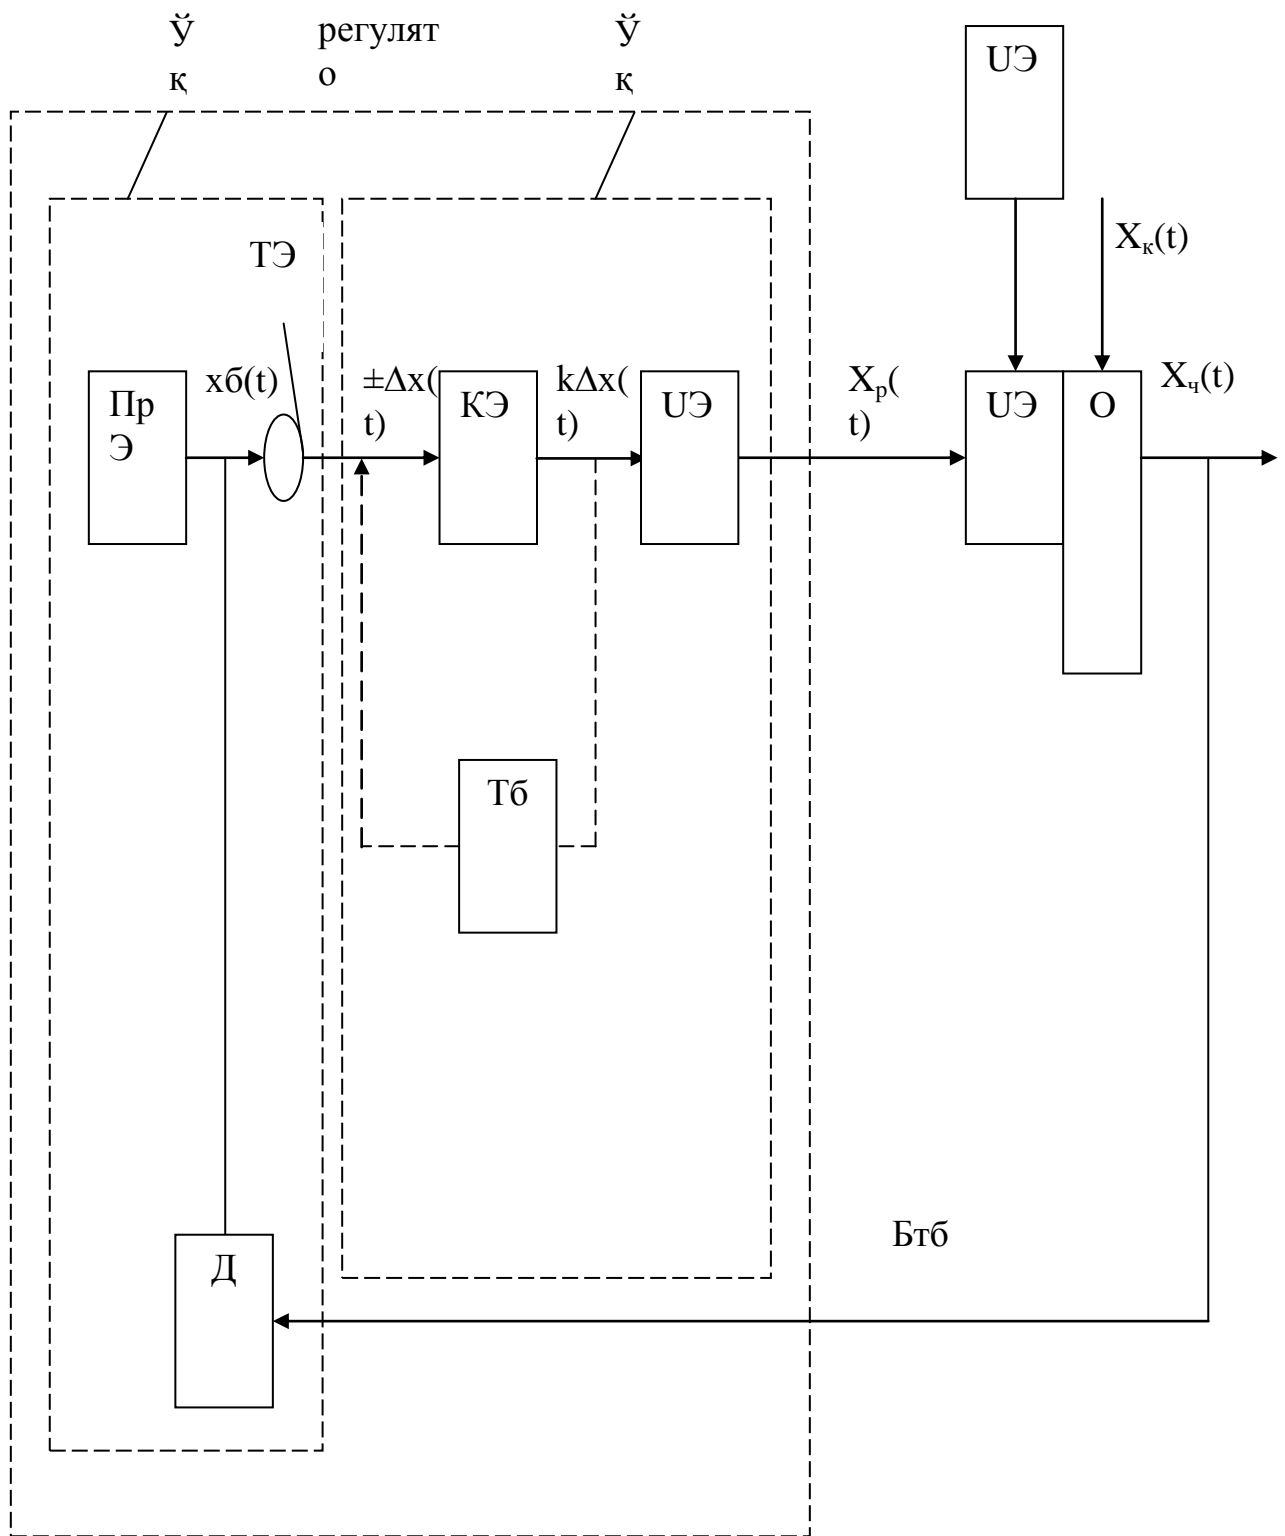 Ў
қ
регулят
о
Ў
қ
UЭ
ТЭ
Xк(t)
Пр
Э
xб(t)
±Δx(
t)
КЭ
kΔx(
t)
UЭ
Xр(
t)
UЭ
О
Xч(t)
Тб
Бтб
Д